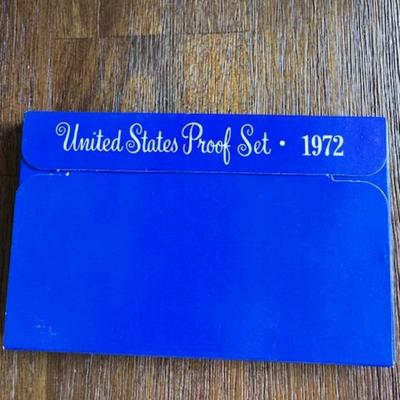 United States Proof Set • 1972